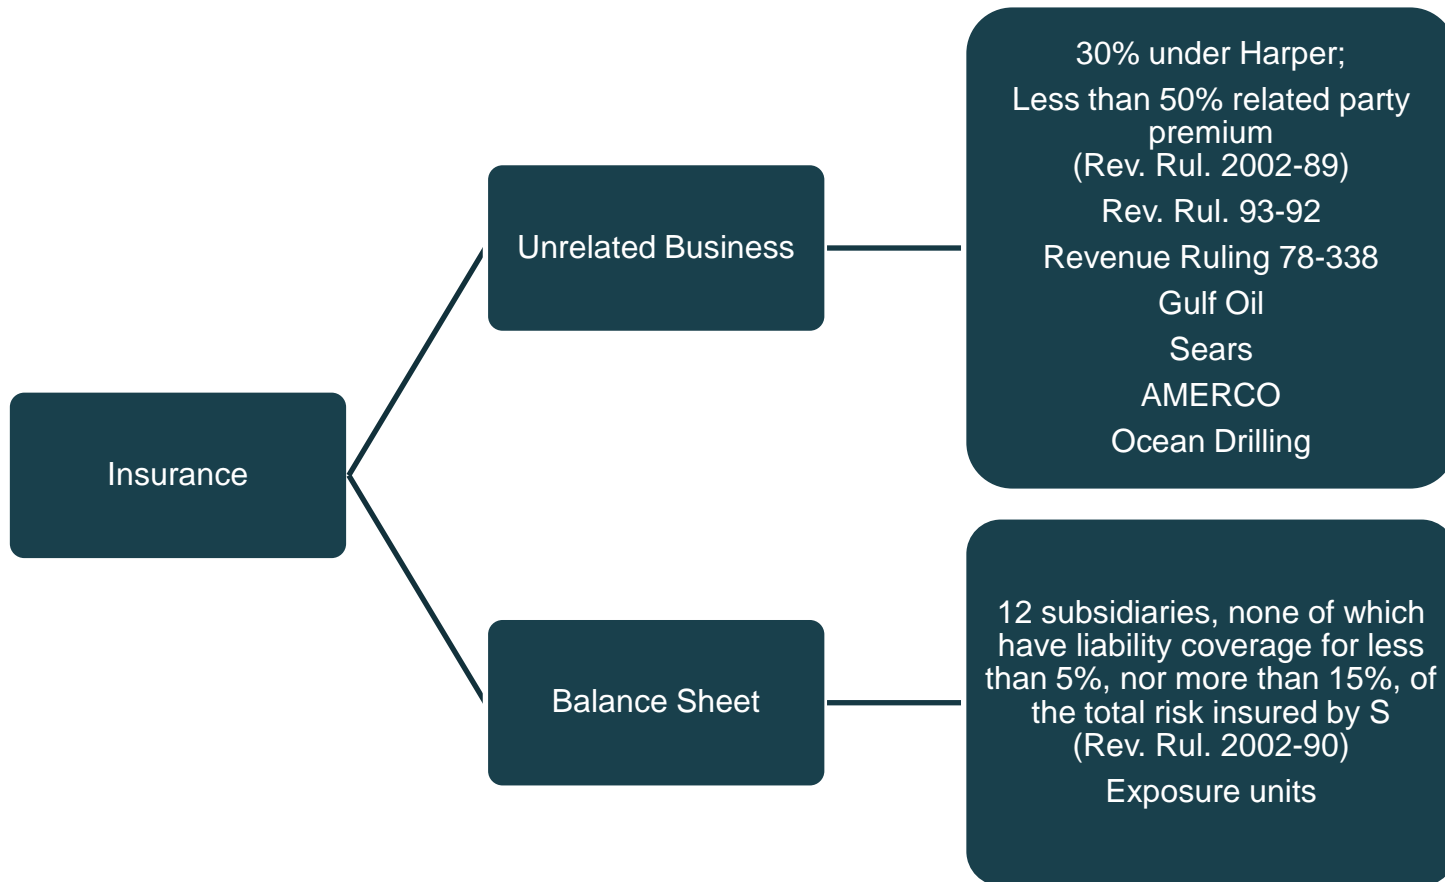 Insurance
Unrelated Business
30% under Harper;
Less than 50% related party
premium
(Rev. Rul. 2002-89)
Rev. Rul. 93-92
Revenue Ruling 78-338
Gulf Oil
Sears
AMERCO
Ocean Drilling
Balance Sheet
12 subsidiaries, none of which
have liability coverage for less
than 5%, nor more than 15%, of
the total risk insured by S
(Rev. Rul. 2002-90)
Exposure units